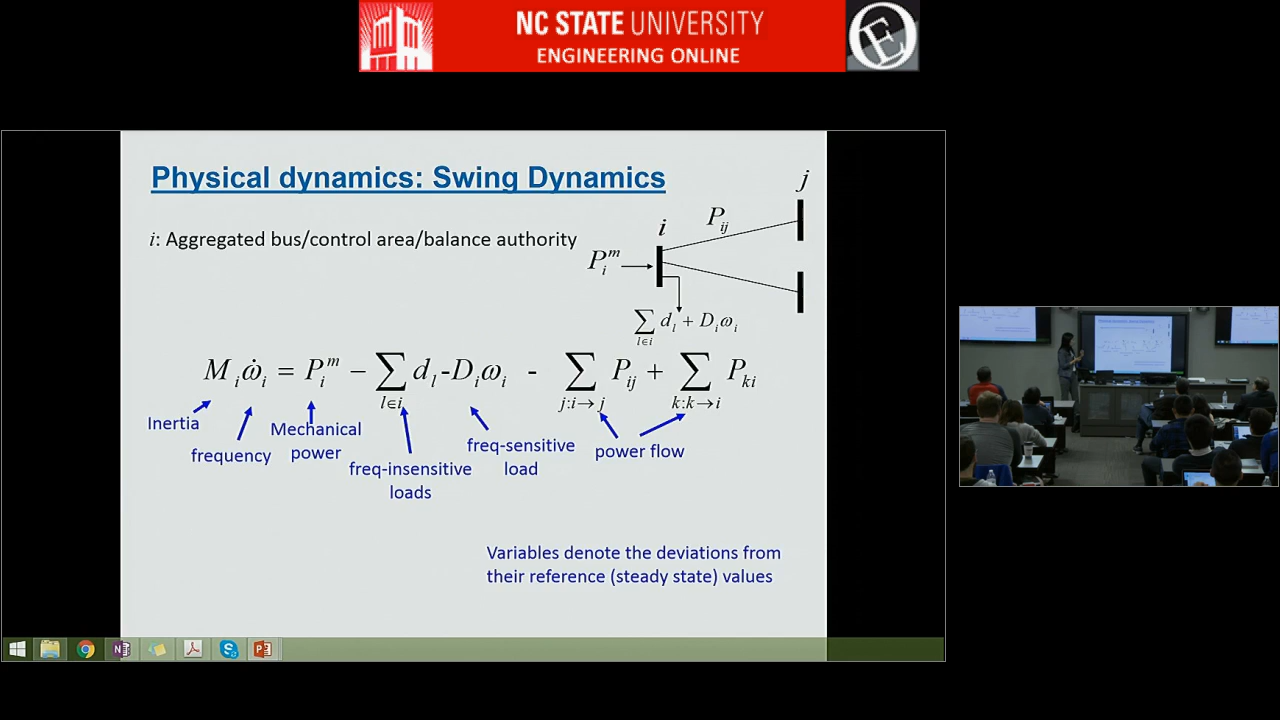 NC STATE UNIVERSITY
ENGINEERING ONLINE
Physical dynamics: Swing Dynamics
i: Aggregated bus/control area/balance authority
j
i
P_ij
P_i^m
∑_{l∈i} d_l + D_i ω_i
M_i ω̇_i = P_i^m − ∑_{l∈i} d_l - D_i ω_i - ∑_{j:i→j} P_ij + ∑_{k:k→i} P_ki
Inertia
frequency
Mechanical
power
freq-insensitive
loads
freq-sensitive
load
power flow
Variables denote the deviations from
their reference (steady state) values